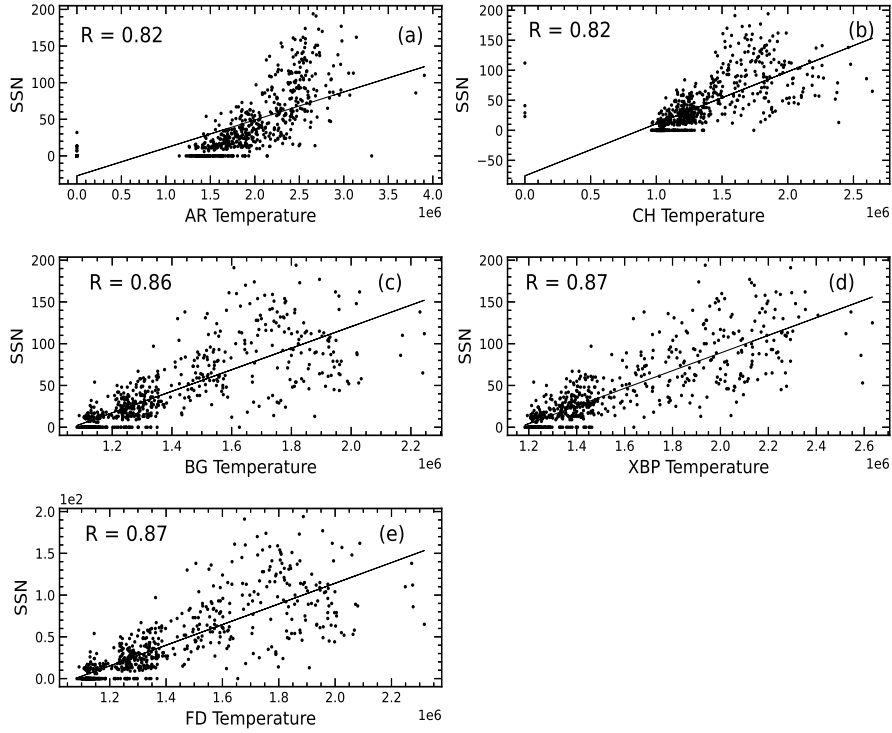 200
150
100
50
0
SSN
R = 0.82
(a)
0.0 0.5 1.0 1.5 2.0 2.5 3.0 3.5 4.0
AR Temperature
1e6
200
150
100
50
0
−50
SSN
R = 0.82
(b)
0.0 0.5 1.0 1.5 2.0 2.5
CH Temperature
1e6
200
150
100
50
0
SSN
R = 0.86
(c)
1.2 1.4 1.6 1.8 2.0 2.2
BG Temperature
1e6
200
150
100
50
0
SSN
R = 0.87
(d)
1.2 1.4 1.6 1.8 2.0 2.2 2.4 2.6
XBP Temperature
1e6
1e2
2.0
1.5
1.0
0.5
0.0
SSN
R = 0.87
(e)
1.2 1.4 1.6 1.8 2.0 2.2
FD Temperature
1e6